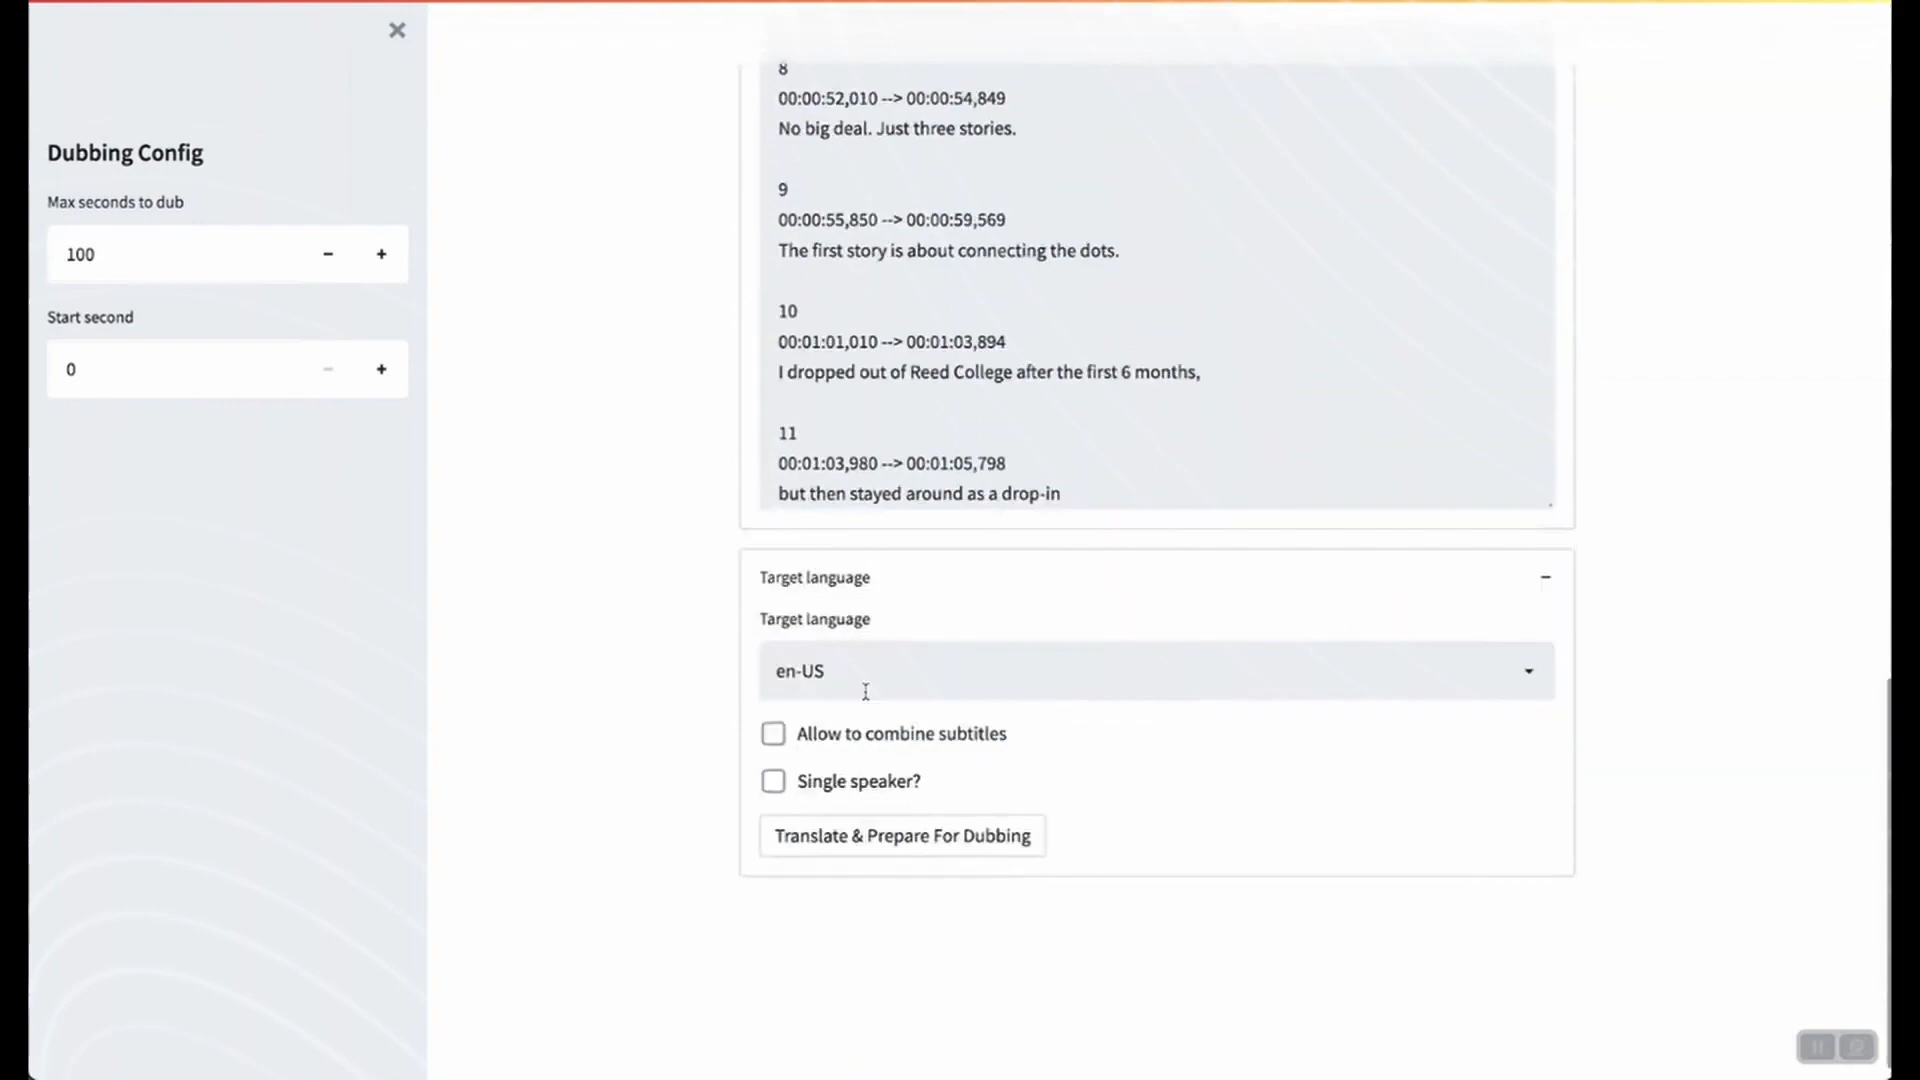 Dubbing Config
Max seconds to dub
100
Start second
0
8
00:00:52,010 --> 00:00:54,849
No big deal. Just three stories.
9
00:00:55,850 --> 00:00:59,569
The first story is about connecting the dots.
10
00:01:01,010 --> 00:01:03,894
I dropped out of Reed College after the first 6 months,
11
00:01:03,980 --> 00:01:05,798
but then stayed around as a drop-in
Target language
Target language
en-US
Allow to combine subtitles
Single speaker?
Translate & Prepare For Dubbing